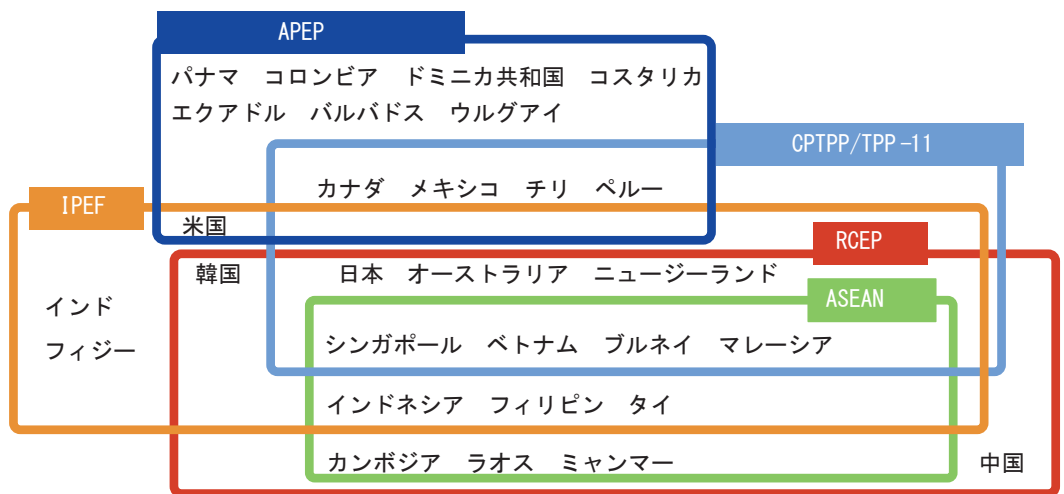 APEP
パナマ コロンビア ドミニカ共和国 コスタリカ
エクアドル バルバドス ウルグアイ
CPTPP/TPP-11
カナダ メキシコ チリ ペルー
IPEF
米国
RCEP
韓国 日本 オーストラリア ニュージーランド
ASEAN
インド
シンガポール ベトナム ブルネイ マレーシア
フィジー
インドネシア フィリピン タイ
カンボジア ラオス ミャンマー 中国